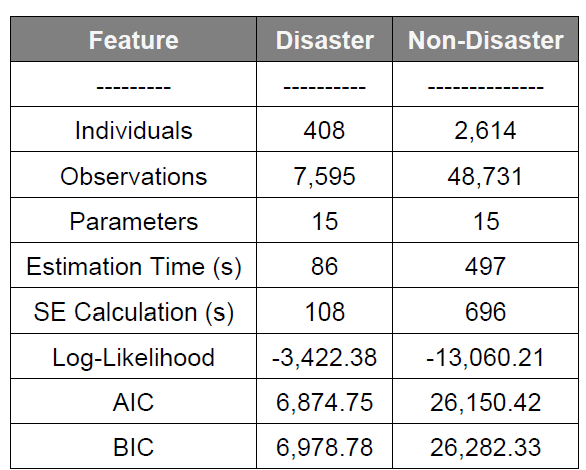 Feature Disaster Non-Disaster
--------- ---------- --------------
Individuals 408 2,614
Observations 7,595 48,731
Parameters 15 15
Estimation Time (s) 86 497
SE Calculation (s) 108 696
Log-Likelihood -3,422.38 -13,060.21
AIC 6,874.75 26,150.42
BIC 6,978.78 26,282.33